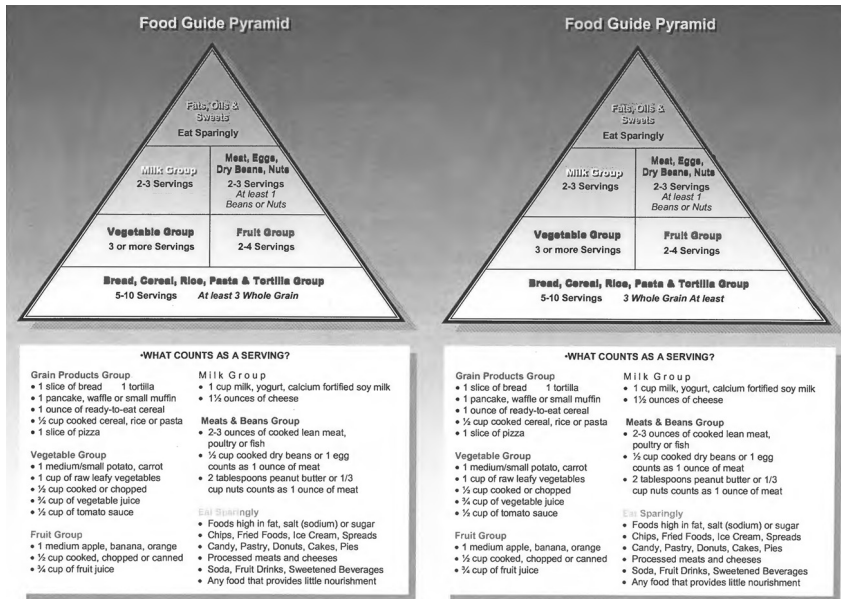 Food Guide Pyramid
Fats, Oils &
Sweets
Eat Sparingly
Milk Group
2-3 Servings
Meat, Eggs,
Dry Beans, Nuts
2-3 Servings
At least 1
Beans or Nuts
Vegetable Group
3 or more Servings
Fruit Group
2-4 Servings
Bread, Cereal, Rice, Pasta & Tortilla Group
5-10 Servings At least 3 Whole Grain
•WHAT COUNTS AS A SERVING?
Grain Products Group
• 1 slice of bread 1 tortilla
• 1 pancake, waffle or small muffin
• 1 ounce of ready-to-eat cereal
• ½ cup cooked cereal, rice or pasta
• 1 slice of pizza
Vegetable Group
• 1 medium/small potato, carrot
• 1 cup of raw leafy vegetables
• ½ cup cooked or chopped
• ¾ cup of vegetable juice
• ½ cup of tomato sauce
Fruit Group
• 1 medium apple, banana, orange
• ½ cup cooked, chopped or canned
• ¾ cup of fruit juice
Milk Group
• 1 cup milk, yogurt, calcium fortified soy milk
• 1½ ounces of cheese
Meats & Beans Group
• 2-3 ounces of cooked lean meat,
poultry or fish
• ½ cup cooked dry beans or 1 egg
counts as 1 ounce of meat
• 2 tablespoons peanut butter or 1/3
cup nuts counts as 1 ounce of meat
Eat Sparingly
• Foods high in fat, salt (sodium) or sugar
• Chips, Fried Foods, Ice Cream, Spreads
• Candy, Pastry, Donuts, Cakes, Pies
• Processed meats and cheeses
• Soda, Fruit Drinks, Sweetened Beverages
• Any food that provides little nourishment
Food Guide Pyramid
Fats, Oils &
Sweets
Eat Sparingly
Milk Group
2-3 Servings
Meat, Eggs,
Dry Beans, Nuts
2-3 Servings
At least 1
Beans or Nuts
Vegetable Group
3 or more Servings
Fruit Group
2-4 Servings
Bread, Cereal, Rice, Pasta & Tortilla Group
5-10 Servings 3 Whole Grain At least
•WHAT COUNTS AS A SERVING?
Grain Products Group
• 1 slice of bread 1 tortilla
• 1 pancake, waffle or small muffin
• 1 ounce of ready-to-eat cereal
• ½ cup cooked cereal, rice or pasta
• 1 slice of pizza
Vegetable Group
• 1 medium/small potato, carrot
• 1 cup of raw leafy vegetables
• ½ cup cooked or chopped
• ¾ cup of vegetable juice
• ½ cup of tomato sauce
Fruit Group
• 1 medium apple, banana, orange
• ½ cup cooked, chopped or canned
• ¾ cup of fruit juice
Milk Group
• 1 cup milk, yogurt, calcium fortified soy milk
• 1½ ounces of cheese
Meats & Beans Group
• 2-3 ounces of cooked lean meat,
poultry or fish
• ½ cup cooked dry beans or 1 egg
counts as 1 ounce of meat
• 2 tablespoons peanut butter or 1/3
cup nuts counts as 1 ounce of meat
Eat Sparingly
• Foods high in fat, salt (sodium) or sugar
• Chips, Fried Foods, Ice Cream, Spreads
• Candy, Pastry, Donuts, Cakes, Pies
• Processed meats and cheeses
• Soda, Fruit Drinks, Sweetened Beverages
• Any food that provides little nourishment